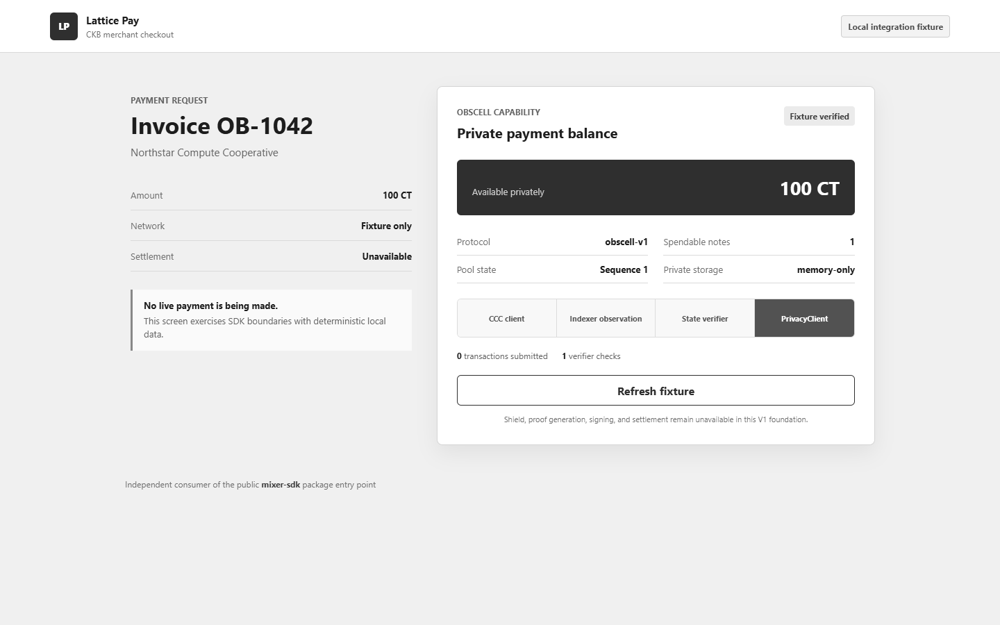 LP
Lattice Pay
CKB merchant checkout
Local integration fixture
PAYMENT REQUEST
Invoice OB-1042
Northstar Compute Cooperative
Amount 100 CT
Network Fixture only
Settlement Unavailable
No live payment is being made.
This screen exercises SDK boundaries with deterministic local
data.
OBSCELL CAPABILITY
Fixture verified
Private payment balance
Available privately 100 CT
Protocol obscell-v1 Spendable notes 1
Pool state Sequence 1 Private storage memory-only
CCC client Indexer observation State verifier PrivacyClient
0 transactions submitted 1 verifier checks
Refresh fixture
Shield, proof generation, signing, and settlement remain unavailable in this V1 foundation.
Independent consumer of the public mixer-sdk package entry point